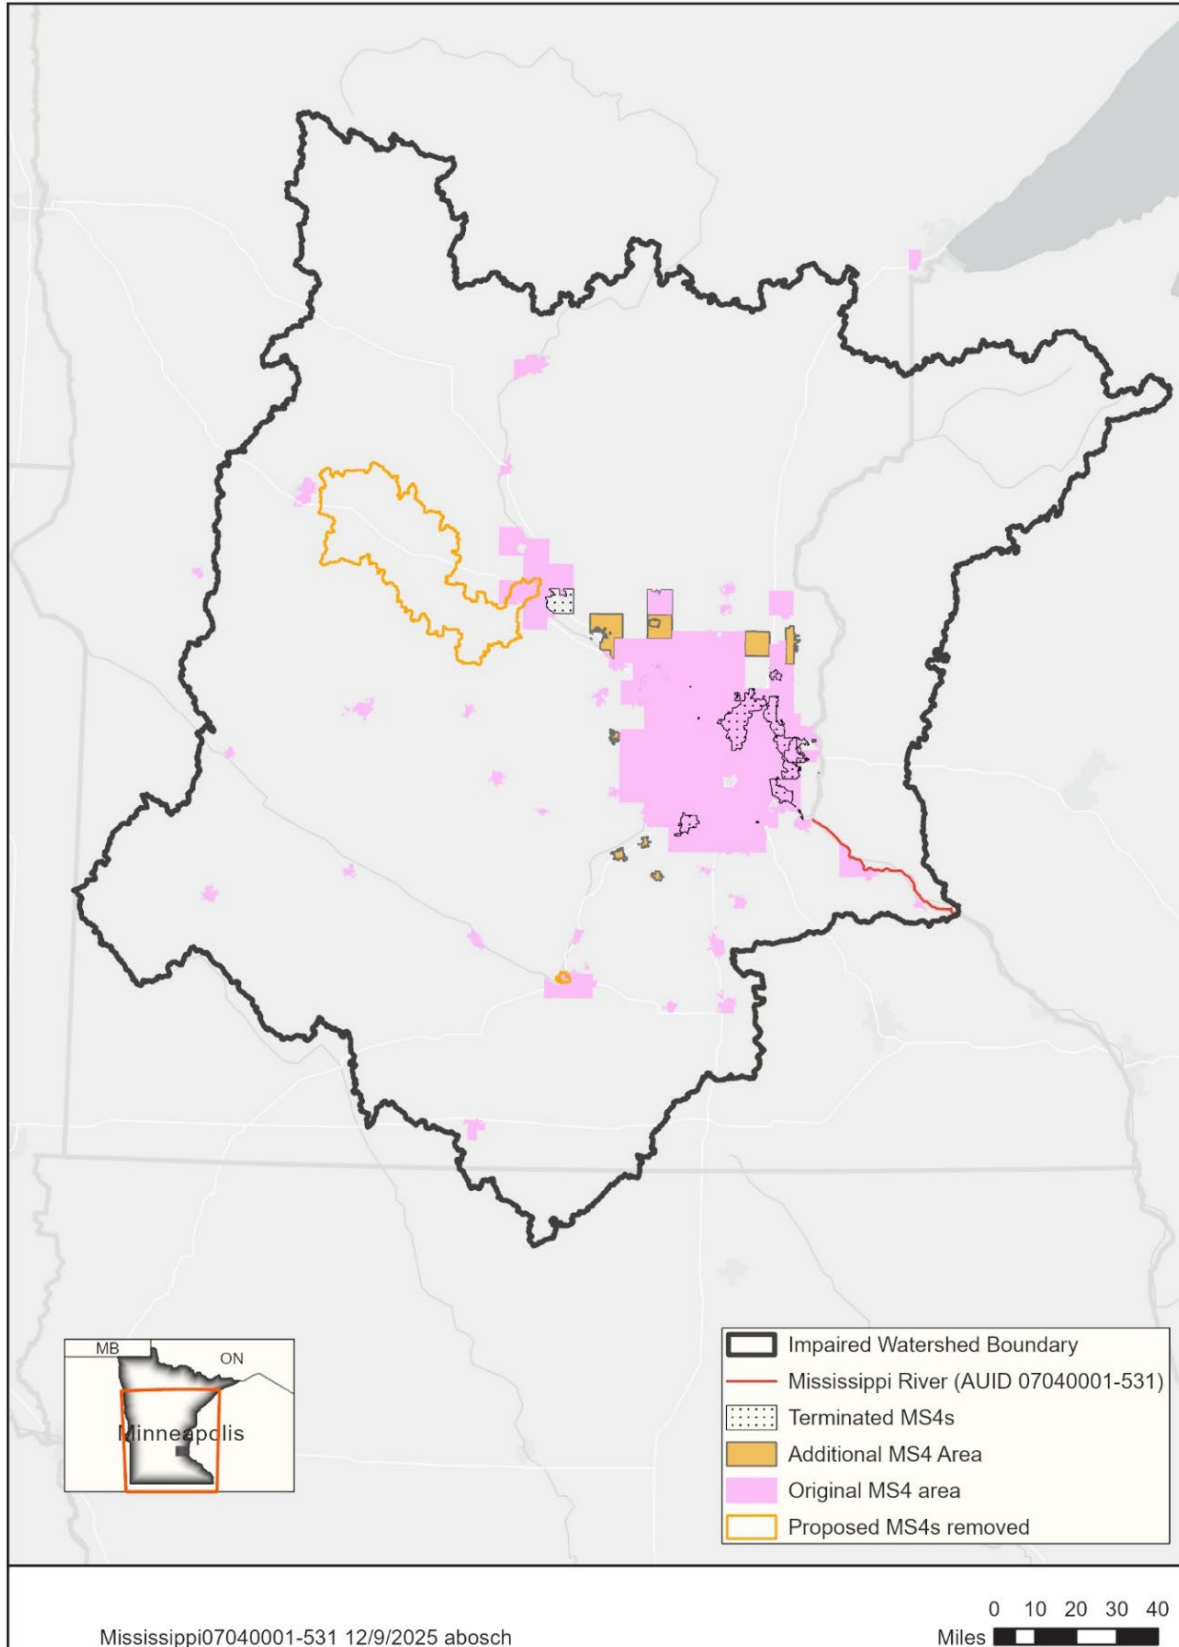 MB
ON
Minneapolis
Impaired Watershed Boundary
Mississippi River (AUID 07040001-531)
Terminated MS4s
Additional MS4 Area
Original MS4 area
Proposed MS4s removed
Mississippi07040001-531 12/9/2025 abosch
0 10 20 30 40
Miles